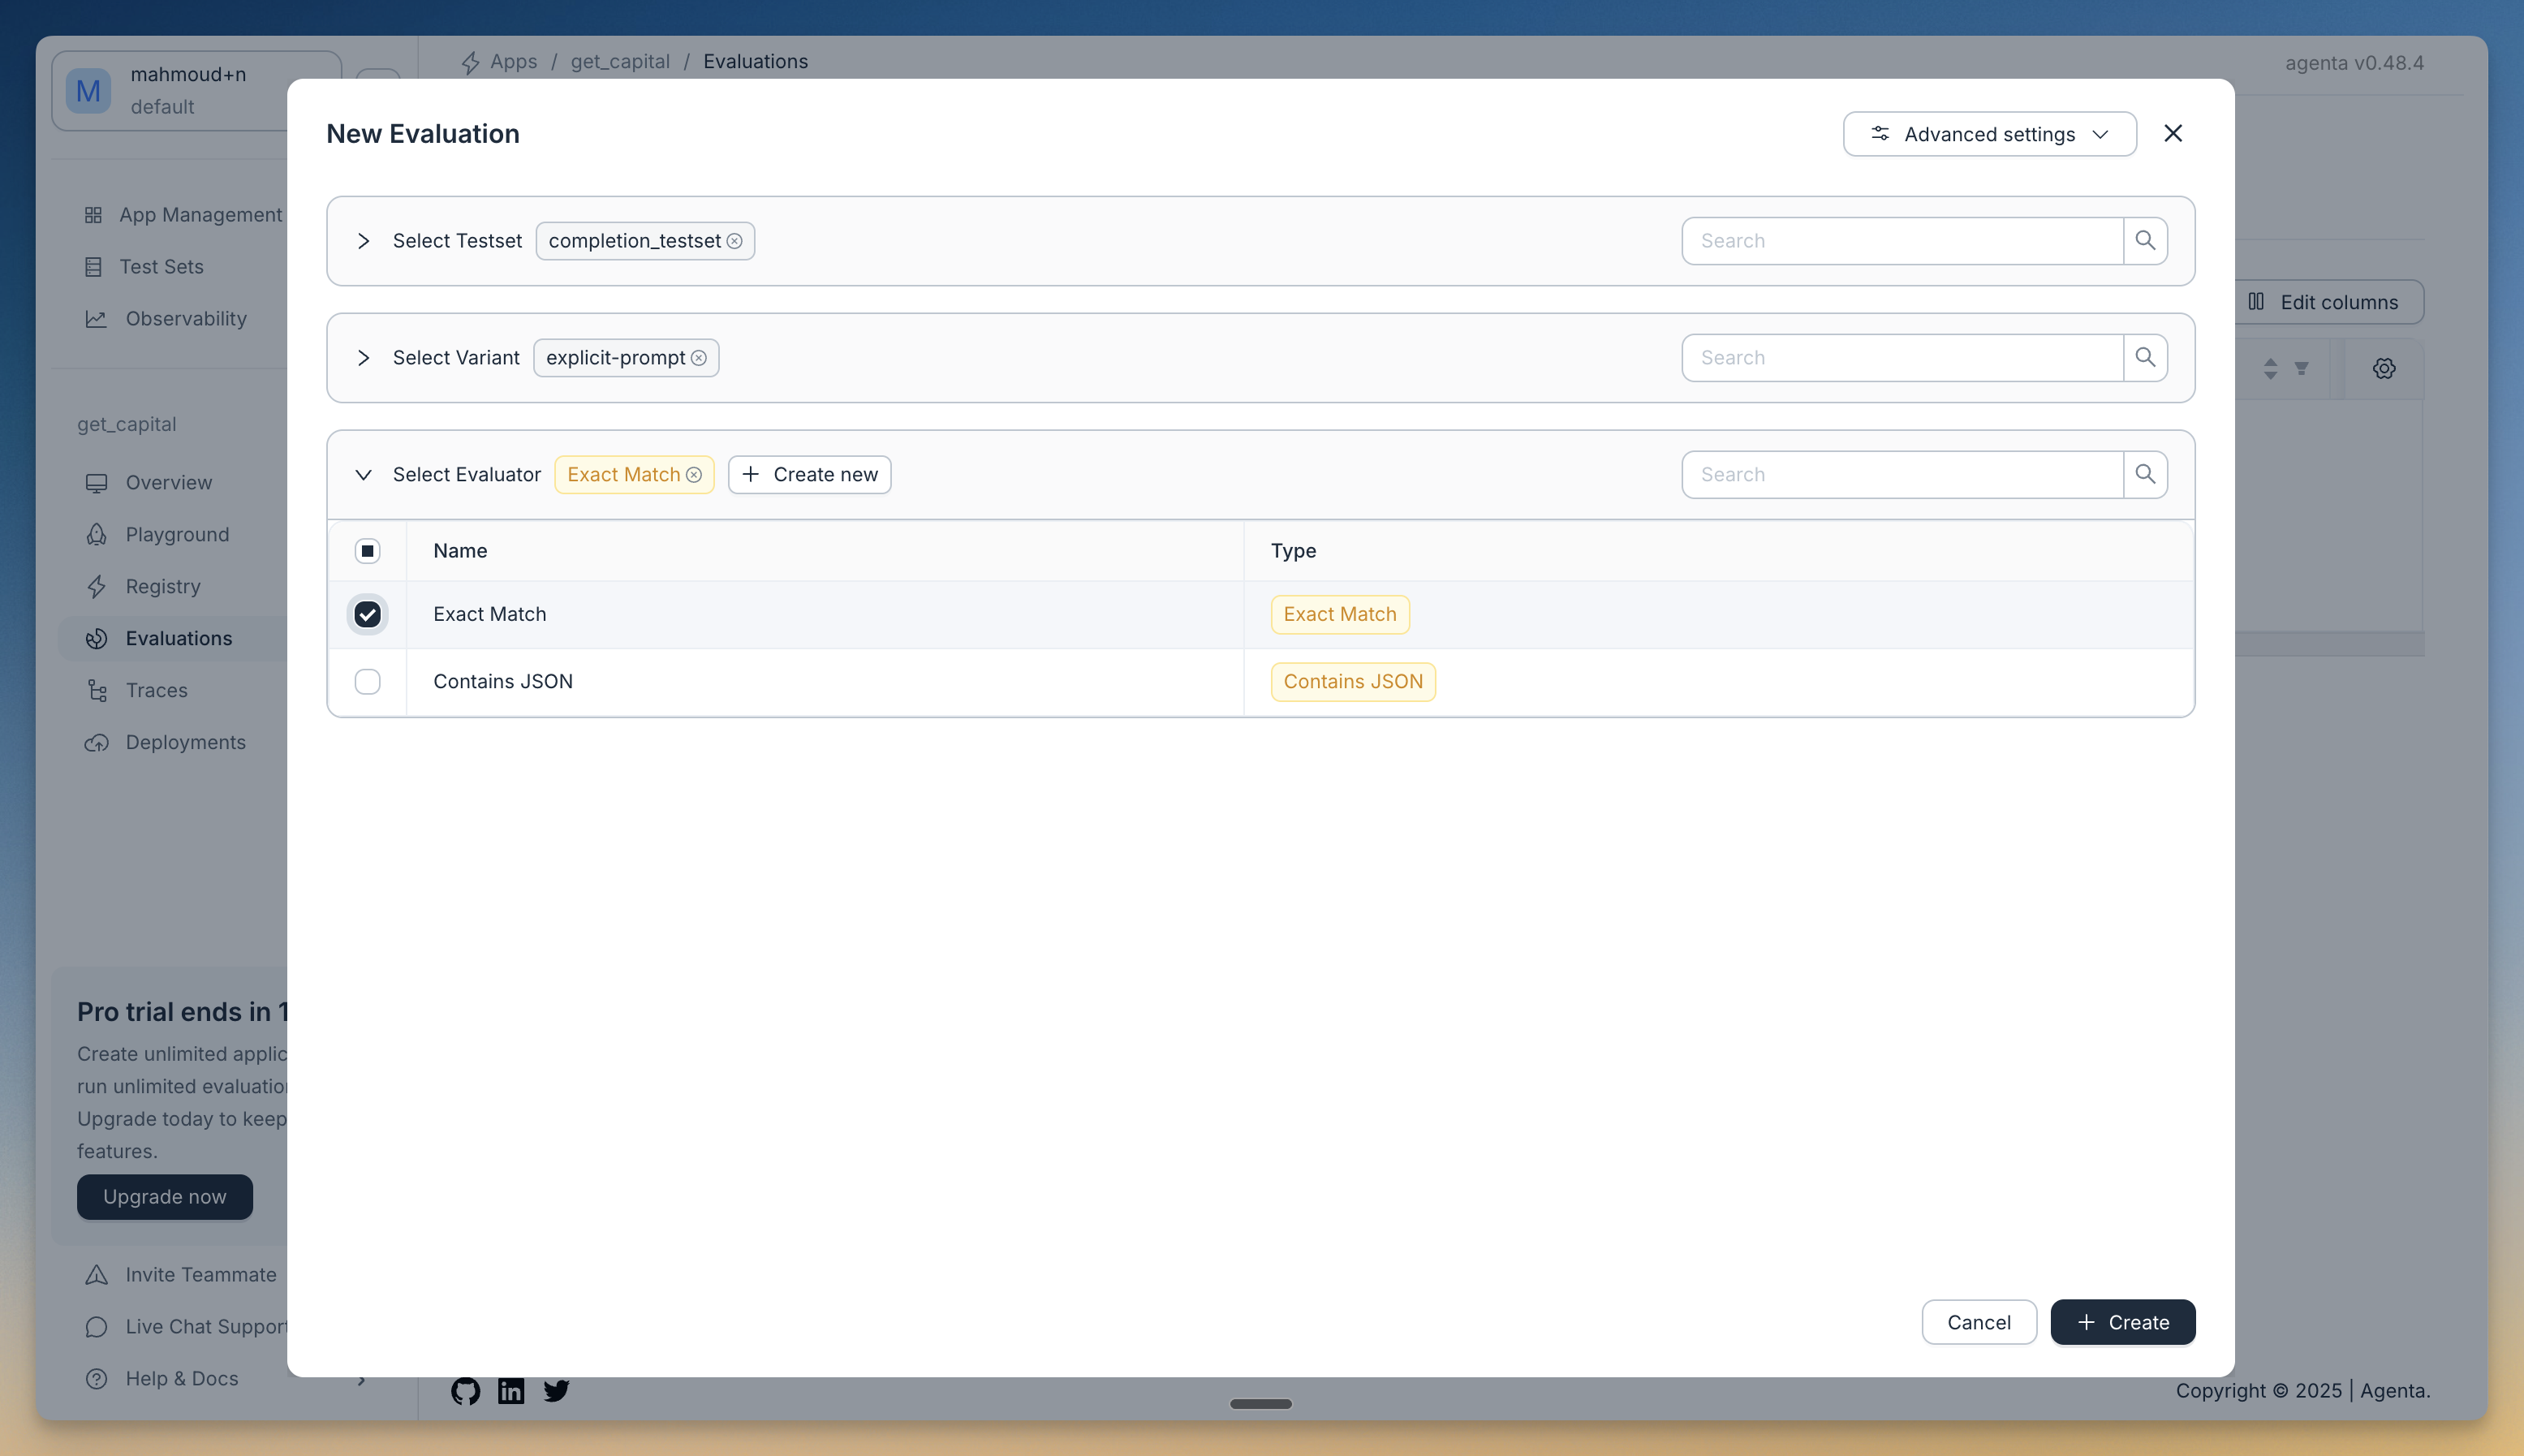 M
mahmoud+n
default
Apps / get_capital / Evaluations
agenta v0.48.4
App Management
Test Sets
Observability
get_capital
Overview
Playground
Registry
Evaluations
Traces
Deployments
Pro trial ends in 1
Create unlimited applic
run unlimited evaluation
Upgrade today to keep
features.
Upgrade now
Invite Teammate
Live Chat Support
Help & Docs
New Evaluation
Advanced settings
Select Testset completion_testset
Search
Select Variant explicit-prompt
Search
Select Evaluator Exact Match + Create new
Search
Name Type
Exact Match Exact Match
Contains JSON Contains JSON
Cancel + Create
Edit columns
Copyright © 2025 | Agenta.